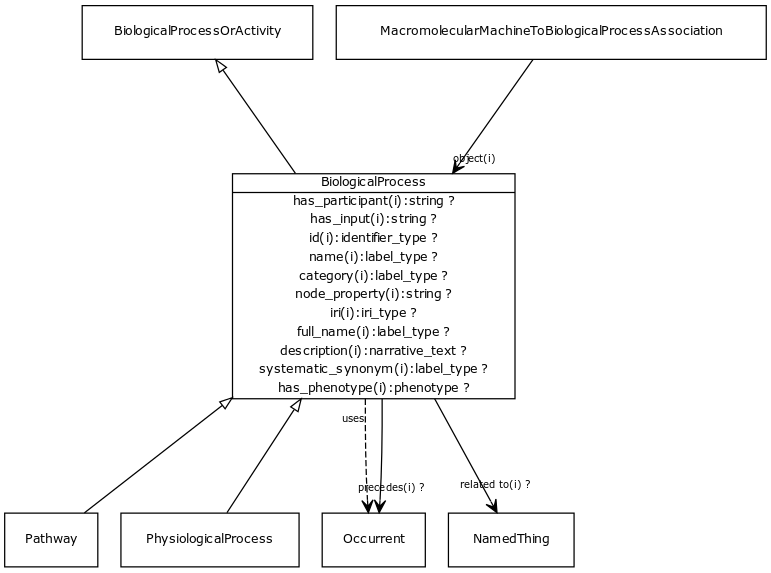 BiologicalProcessOrActivity
MacromolecularMachineToBiologicalProcessAssociation
object(i)
BiologicalProcess
has_participant(i):string ?
has_input(i):string ?
id(i):identifier_type ?
name(i):label_type ?
category(i):label_type ?
node_property(i):string ?
iri(i):iri_type ?
full_name(i):label_type ?
description(i):narrative_text ?
systematic_synonym(i):label_type ?
has_phenotype(i):phenotype ?
uses
precedes(i) ?
related to(i) ?
Pathway
PhysiologicalProcess
Occurrent
NamedThing